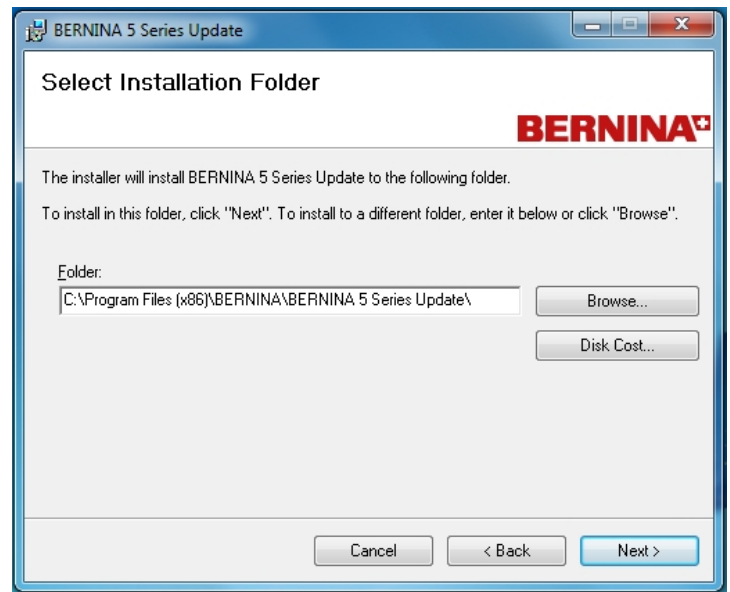 BERNINA 5 Series Update
Select Installation Folder
BERNINA
The installer will install BERNINA 5 Series Update to the following folder.
To install in this folder, click "Next". To install to a different folder, enter it below or click "Browse".
Folder:
C:\Program Files (x86)\BERNINA\BERNINA 5 Series Update\
Browse...
Disk Cost...
Cancel
< Back
Next >